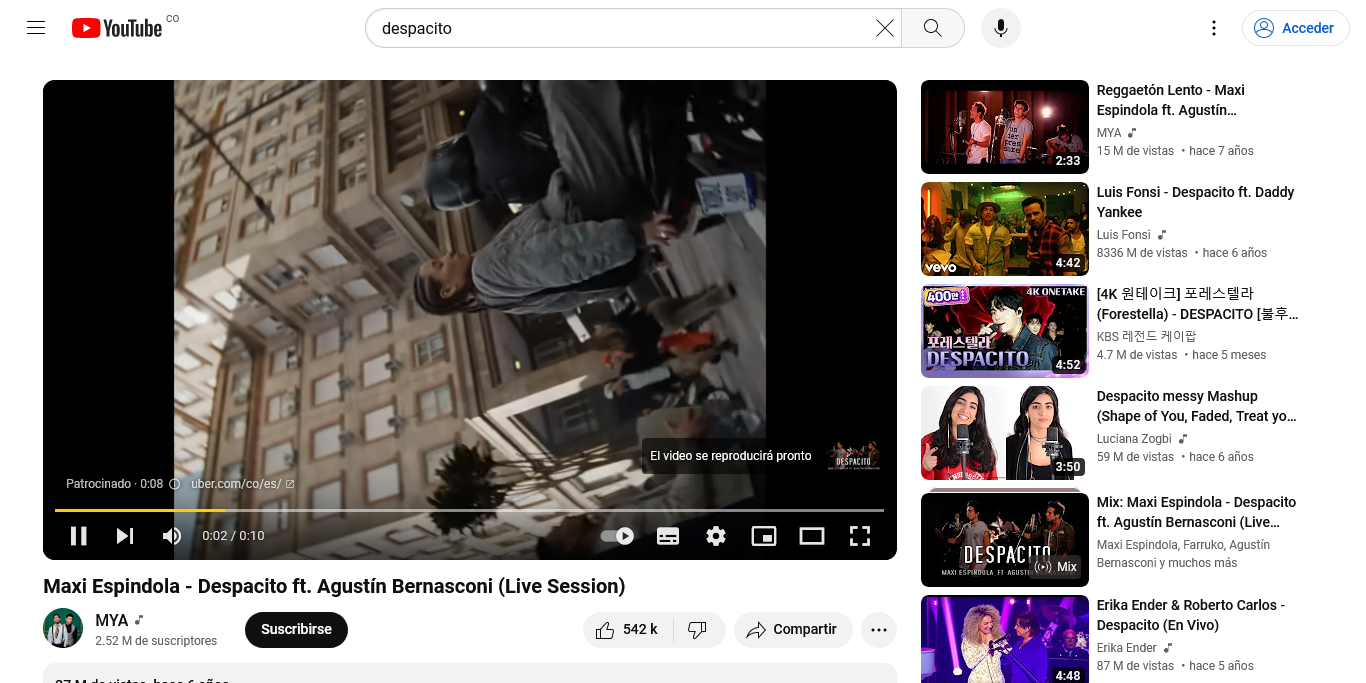 YouTube CO
despacito
Acceder
El video se reproducirá pronto
DESPACITO
Patrocinado · 0:08
uber.com/co/es/
0:02 / 0:10
Maxi Espindola - Despacito ft. Agustín Bernasconi (Live Session)
MYA
2.52 M de suscriptores
Suscribirse
542 k
Compartir
Reggaetón Lento - Maxi
Espindola ft. Agustín…
MYA
15 M de vistas • hace 7 años
2:33
Luis Fonsi - Despacito ft. Daddy
Yankee
Luis Fonsi
8336 M de vistas • hace 6 años
vevo
4:42
[4K 원테이크] 포레스텔라
(Forestella) - DESPACITO [불후…
KBS 레전드 케이팝
4.7 M de vistas • hace 5 meses
400만
4K ONETAKE
포레스텔라
DESPACITO
4:52
Despacito messy Mashup
(Shape of You, Faded, Treat yo…
Luciana Zogbi
59 M de vistas • hace 6 años
3:50
Mix: Maxi Espindola - Despacito
ft. Agustín Bernasconi (Live…
Maxi Espindola, Farruko, Agustín
Bernasconi y muchos más
DESPACITO
Mix
Erika Ender & Roberto Carlos -
Despacito (En Vivo)
Erika Ender
87 M de vistas • hace 5 años
4:48